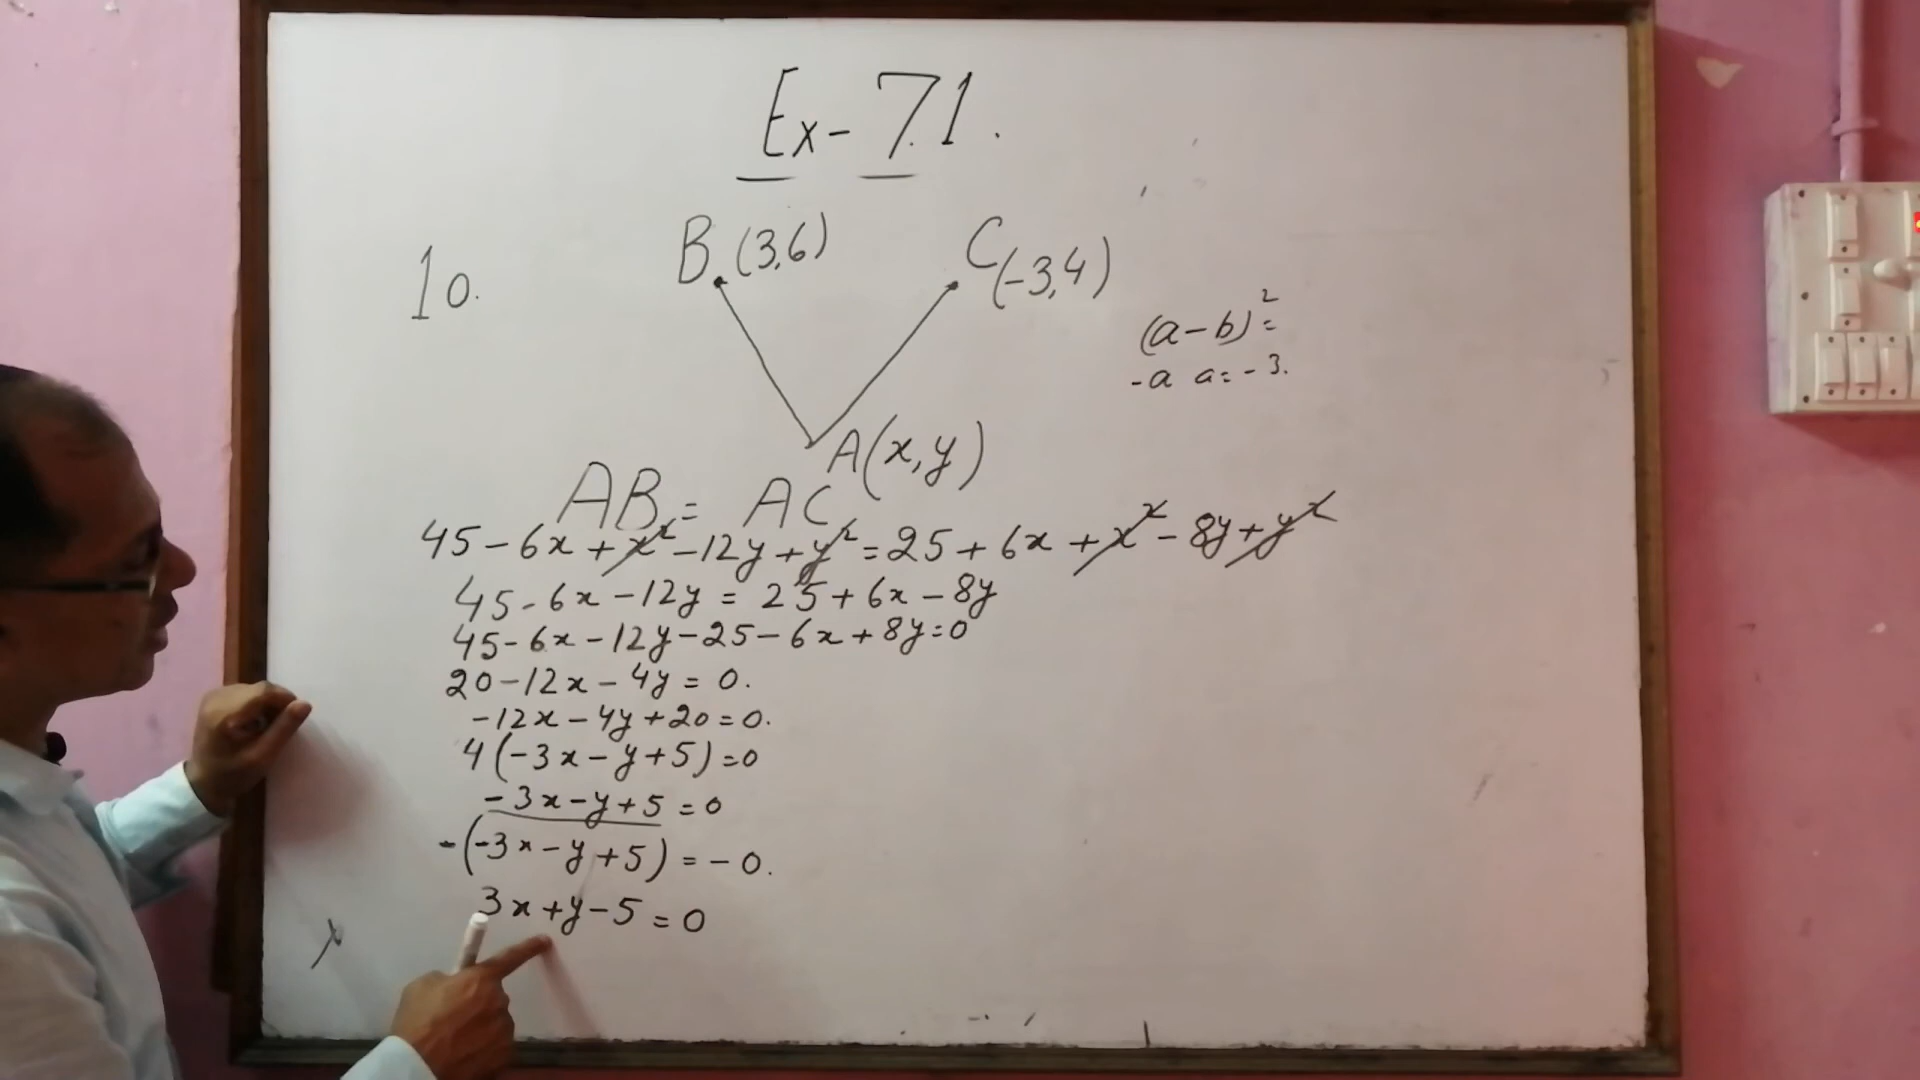 Ex- 7.1.
10.
B (3,6)
C (-3,4)
(a-b)²=
-a a=-3.
A(x,y)
AB = AC
45-6x+x²-12y+y²=25+6x+x²-8y+y²
45-6x-12y=25+6x-8y
45-6x-12y-25-6x+8y=0
20-12x-4y=0.
-12x-4y+20=0.
4(-3x-y+5)=0
-3x-y+5=0
-(-3x-y+5)=-0.
3x+y-5=0